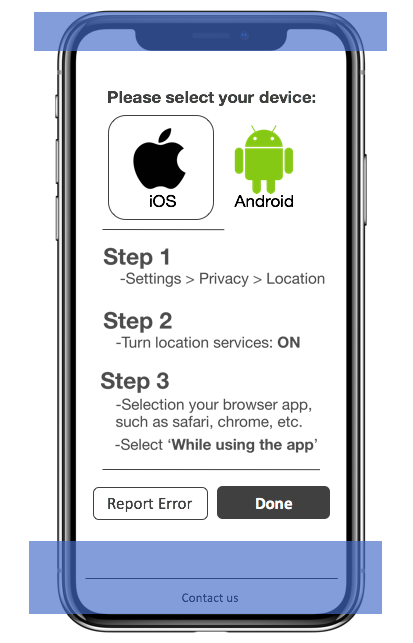 Please select your device:
iOS
Android
Step 1
-Settings > Privacy > Location
Step 2
-Turn location services: ON
Step 3
-Selection your browser app,
such as safari, chrome, etc.
-Select ‘While using the app’
Report Error
Done
Contact us